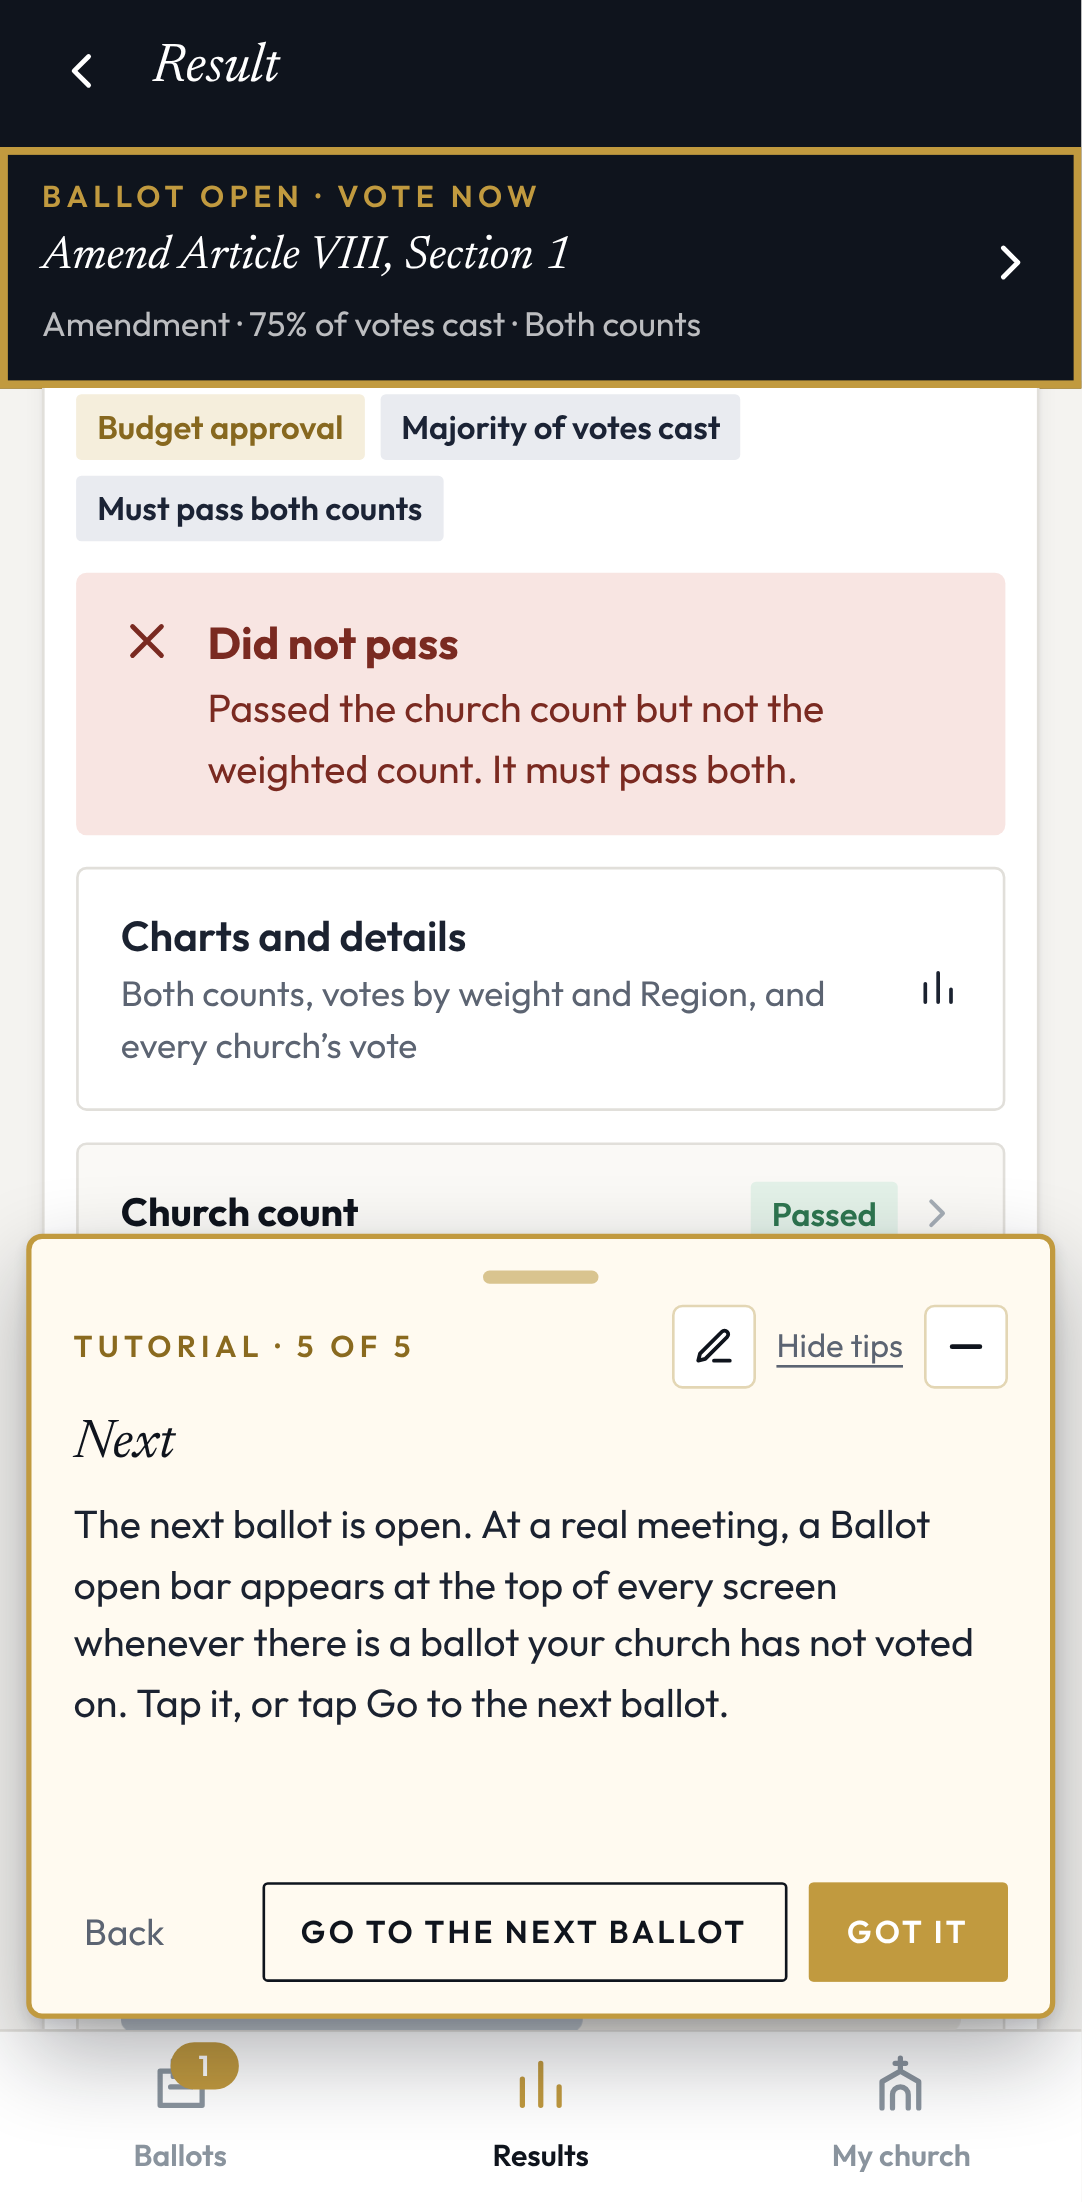 Result
BALLOT OPEN · VOTE NOW
Amend Article VIII, Section 1
Amendment · 75% of votes cast · Both counts
Budget approval
Majority of votes cast
Must pass both counts
Did not pass
Passed the church count but not the
weighted count. It must pass both.
Charts and details
Both counts, votes by weight and Region, and
every church’s vote
Church count
Passed
TUTORIAL · 5 OF 5
Hide tips
Next
The next ballot is open. At a real meeting, a Ballot
open bar appears at the top of every screen
whenever there is a ballot your church has not voted
on. Tap it, or tap Go to the next ballot.
Back
GO TO THE NEXT BALLOT
GOT IT
1
Ballots
Results
My church